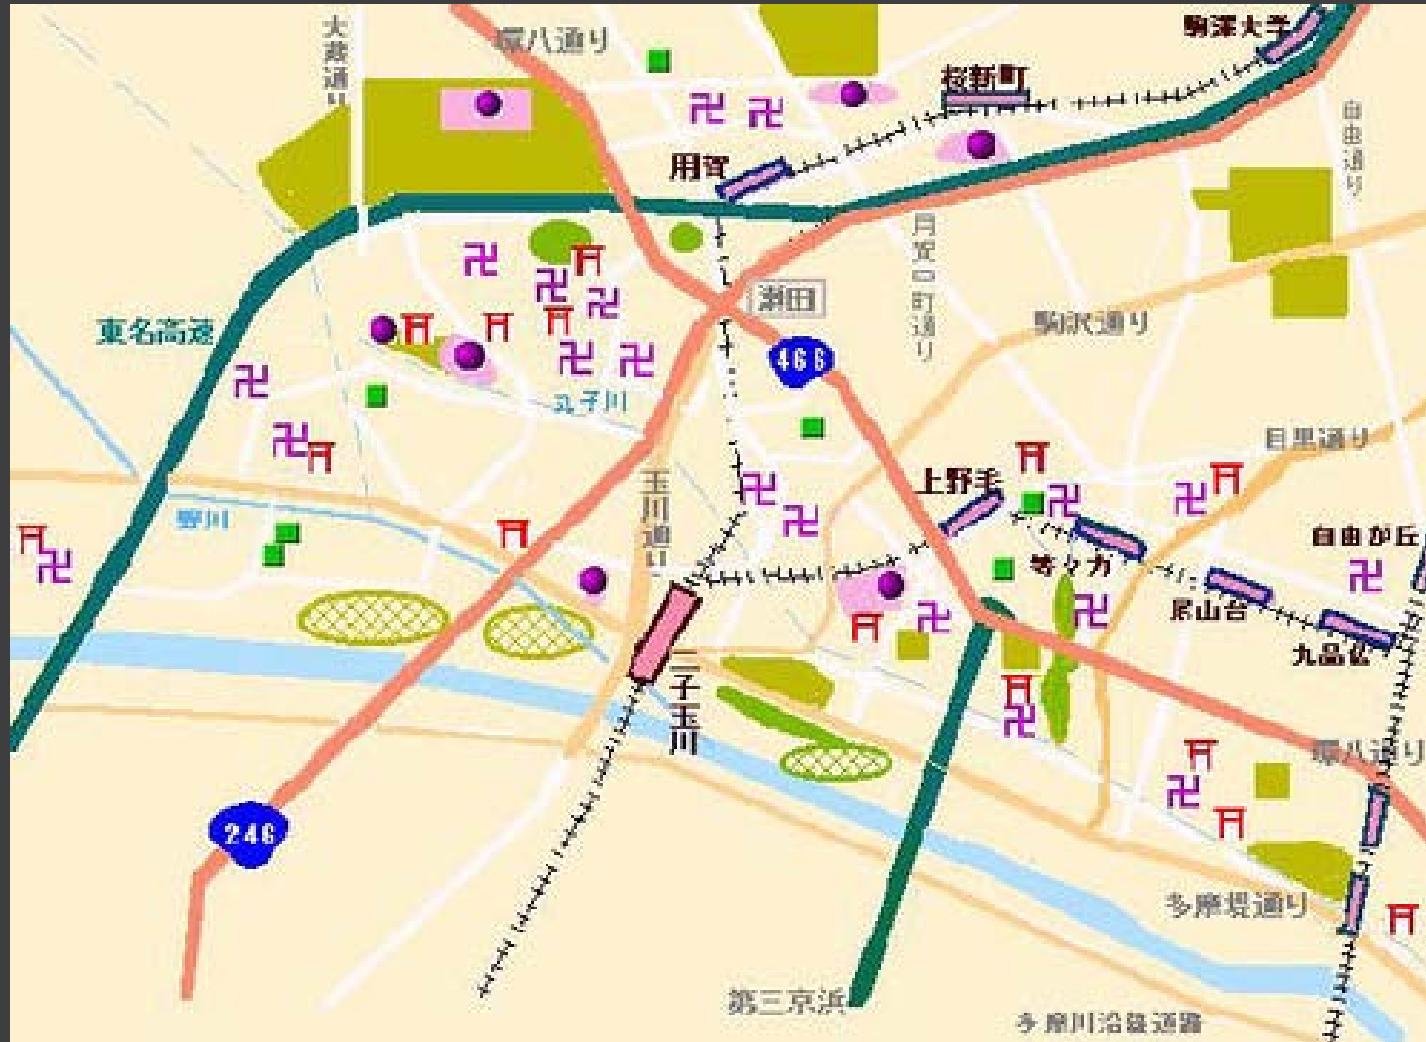 大蔵通り
環八通り
駒澤大学
桜新町
用賀
自由通り
東名高速
瀬田
用賀中町通り
駒沢通り
466
丸子川
目黒通り
上野毛
玉川通り
野川
自由が丘
等々力
尾山台
九品仏
二子玉川
環八通り
246
多摩堤通り
第三京浜
多摩川沿線道路